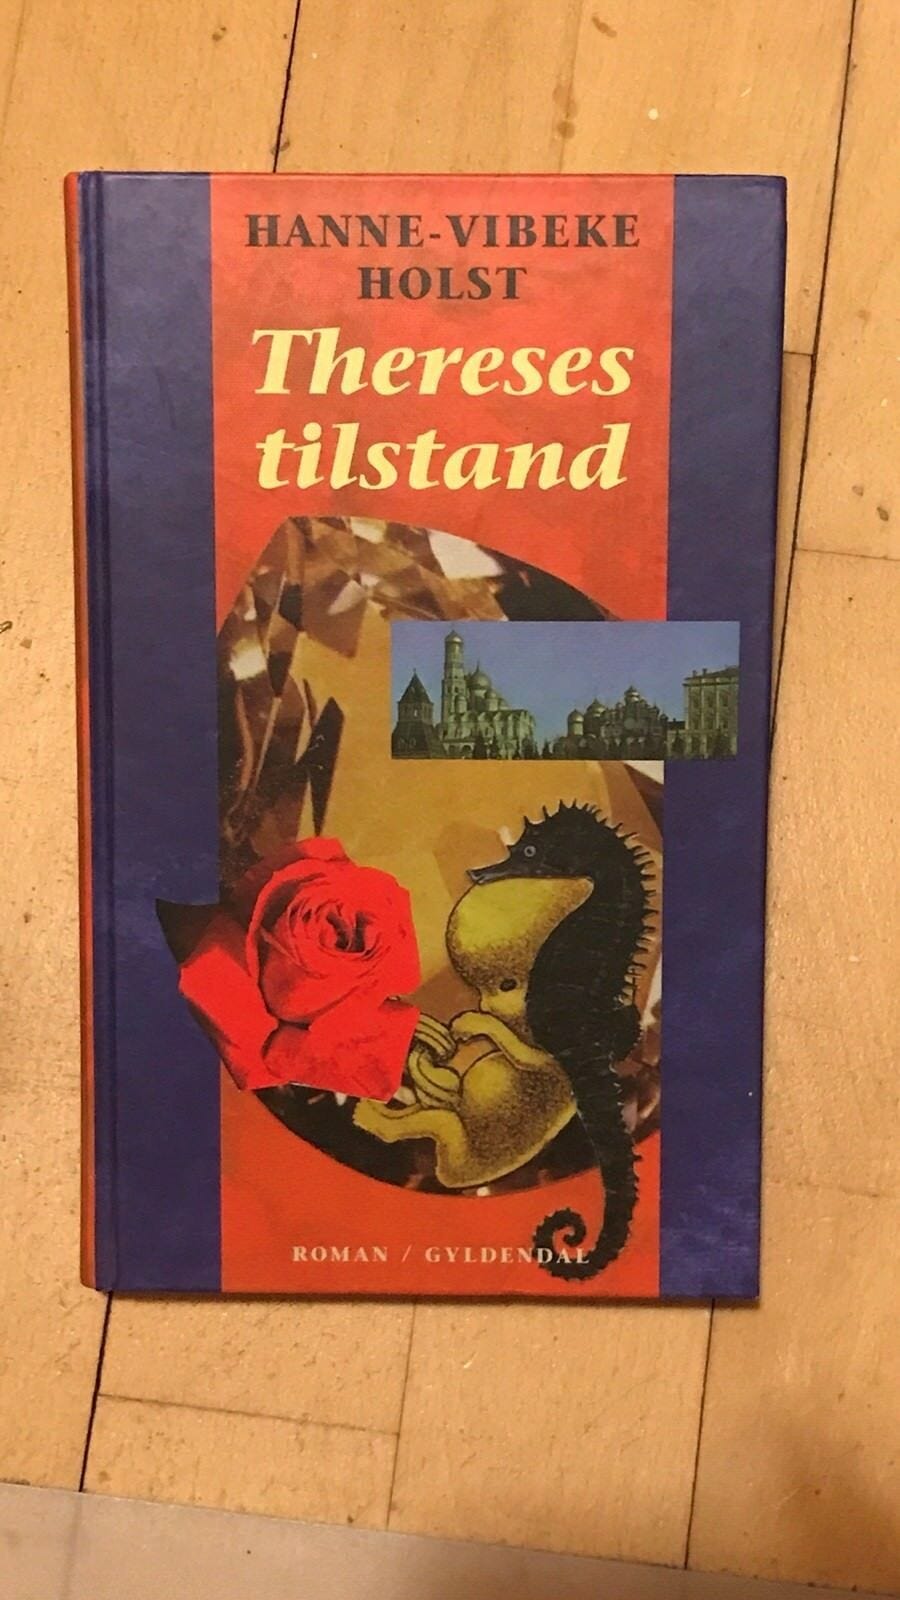 HANNE-VIBEKE
HOLST
Thereses
tilstand
ROMAN / GYLDENDAL